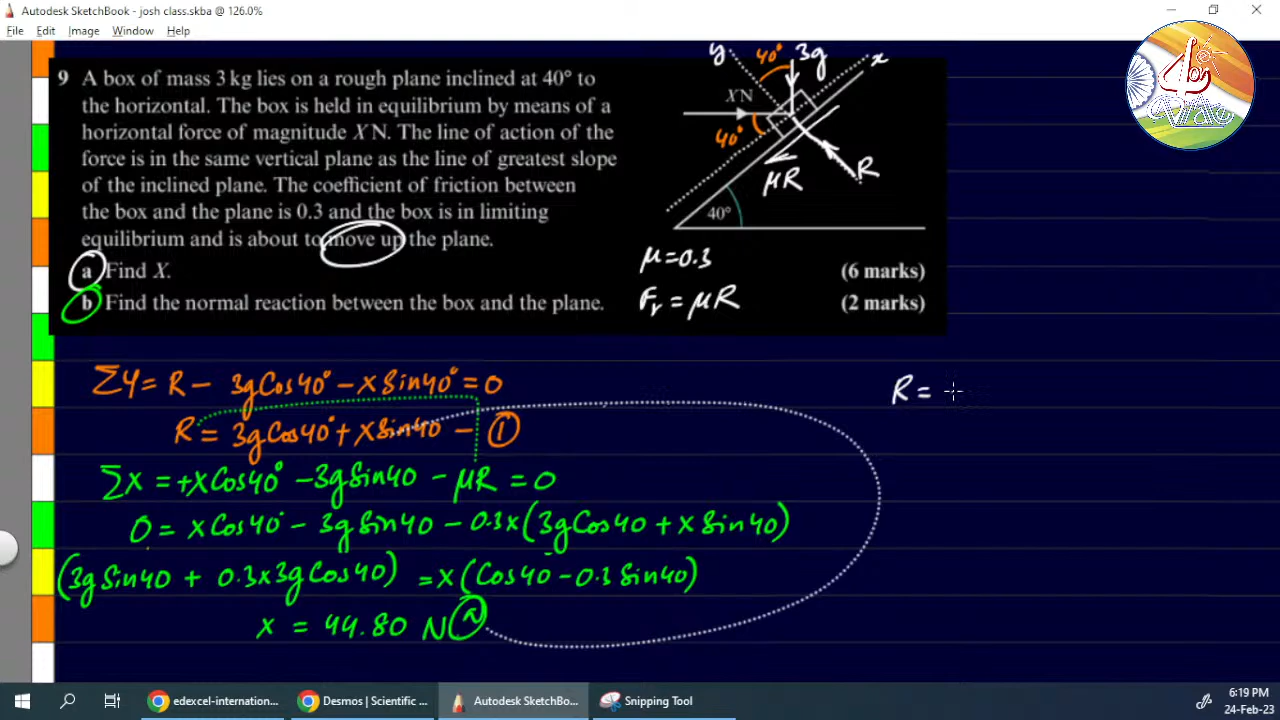 Autodesk SketchBook - josh class.skba @ 126.0%
File Edit Image Window Help
9 A box of mass 3 kg lies on a rough plane inclined at 40° to
the horizontal. The box is held in equilibrium by means of a
horizontal force of magnitude X N. The line of action of the
force is in the same vertical plane as the line of greatest slope
of the inclined plane. The coefficient of friction between
the box and the plane is 0.3 and the box is in limiting
equilibrium and is about to move up the plane.
a Find X. (6 marks)
b Find the normal reaction between the box and the plane. (2 marks)
y 40° 3g x
X N
40°
μR R
40°
μ=0.3
Fr = μR
ΣY = R - 3gCos40° - XSin40° = 0
R = 3gCos40° + XSin40 - ①
ΣX = +XCos40° - 3gSin40 - μR = 0
0 = XCos40° - 3gSin40 - 0.3x(3gCos40 + XSin40)
(3gSin40 + 0.3x3gCos40) = X(Cos40 - 0.3Sin40)
X = 44.80 N
R =
edexcel-internation...
Desmos | Scientific ...
Autodesk SketchBo...
Snipping Tool
6:19 PM
24-Feb-23